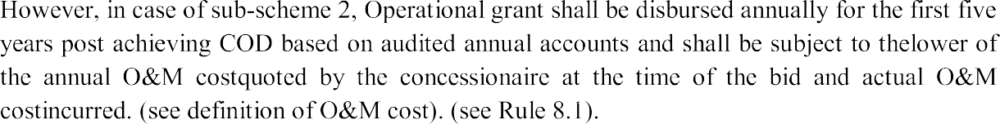 However, in case of sub-scheme 2, Operational grant shall be disbursed annually for the first five
years post achieving COD based on audited annual accounts and shall be subject to thelower of
the annual O&M costquoted by the concessionaire at the time of the bid and actual O&M
costincurred. (see definition of O&M cost). (see Rule 8.1).